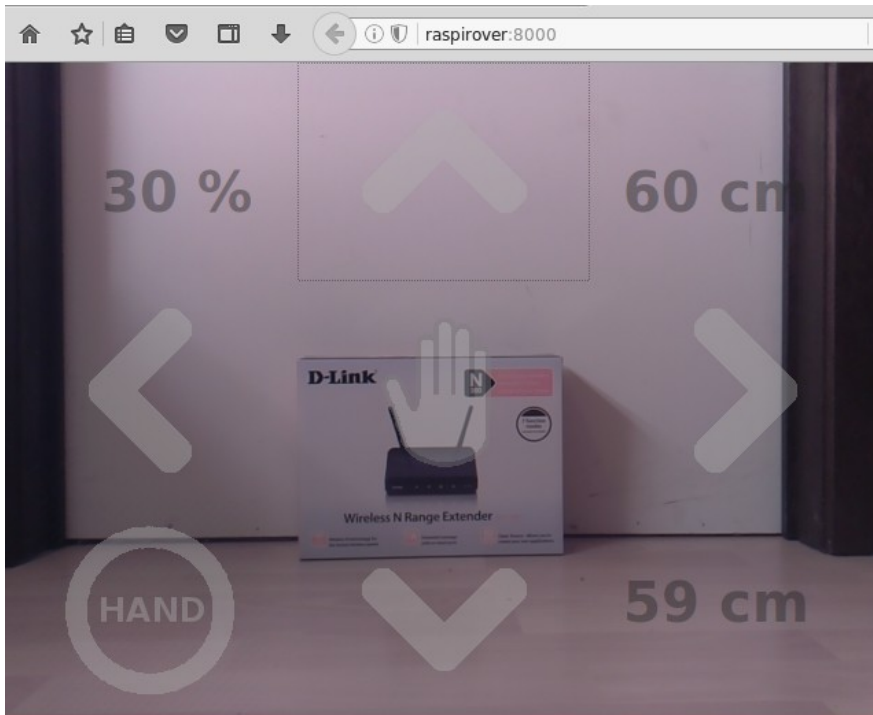 raspirover:8000
30 %
60 cm
D-Link
N
Wireless N Range Extender
HAND
59 cm